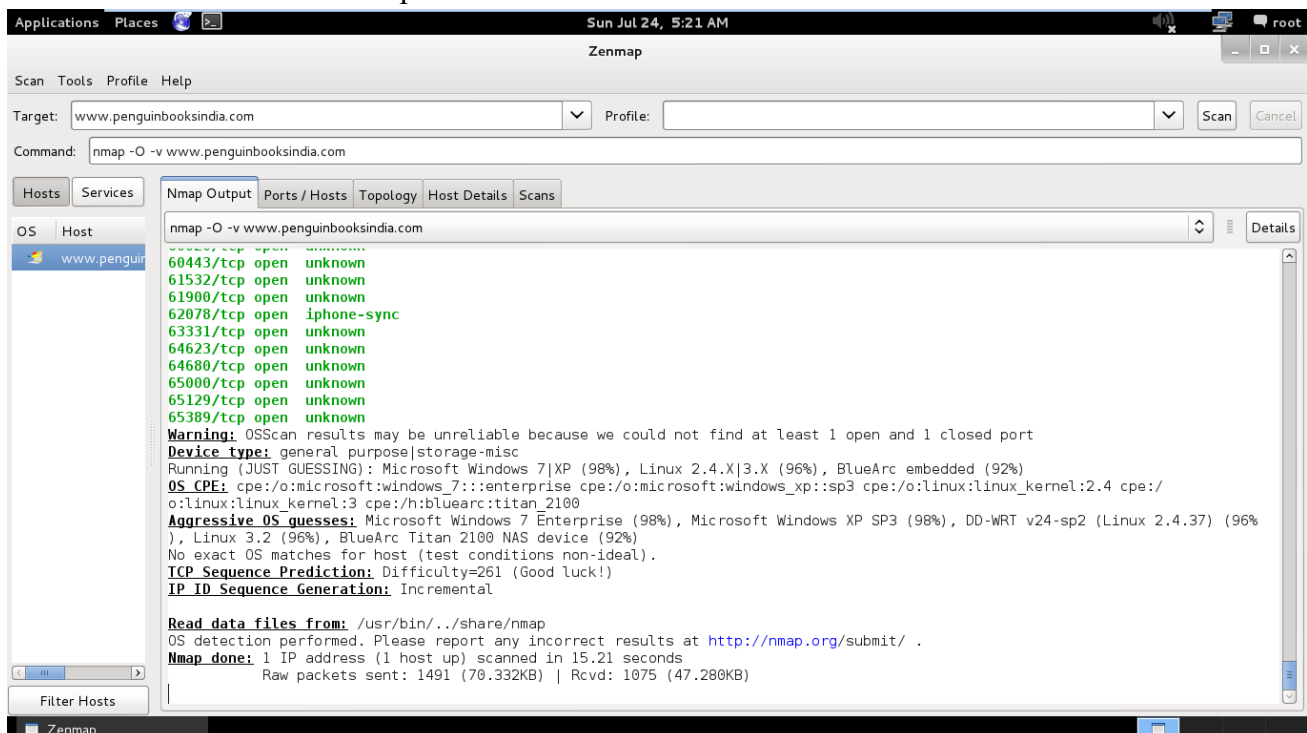 Applications Places Sun Jul 24, 5:21 AM root
Zenmap
Scan Tools Profile Help
Target: www.penguinbooksindia.com Profile: Scan Cancel
Command: nmap -O -v www.penguinbooksindia.com
Hosts Services Nmap Output Ports / Hosts Topology Host Details Scans
OS Host nmap -O -v www.penguinbooksindia.com Details
www.penguin
60443/tcp open unknown
61532/tcp open unknown
61900/tcp open unknown
62078/tcp open iphone-sync
63331/tcp open unknown
64623/tcp open unknown
64680/tcp open unknown
65000/tcp open unknown
65129/tcp open unknown
65389/tcp open unknown
Warning: OSScan results may be unreliable because we could not find at least 1 open and 1 closed port
Device type: general purpose|storage-misc
Running (JUST GUESSING): Microsoft Windows 7|XP (98%), Linux 2.4.X|3.X (96%), BlueArc embedded (92%)
OS CPE: cpe:/o:microsoft:windows_7:::enterprise cpe:/o:microsoft:windows_xp::sp3 cpe:/o:linux:linux_kernel:2.4 cpe:/
o:linux:linux_kernel:3 cpe:/h:bluearc:titan_2100
Aggressive OS guesses: Microsoft Windows 7 Enterprise (98%), Microsoft Windows XP SP3 (98%), DD-WRT v24-sp2 (Linux 2.4.37) (96%
), Linux 3.2 (96%), BlueArc Titan 2100 NAS device (92%)
No exact OS matches for host (test conditions non-ideal).
TCP Sequence Prediction: Difficulty=261 (Good luck!)
IP ID Sequence Generation: Incremental
Read data files from: /usr/bin/../share/nmap
OS detection performed. Please report any incorrect results at http://nmap.org/submit/ .
Nmap done: 1 IP address (1 host up) scanned in 15.21 seconds
Raw packets sent: 1491 (70.332KB) | Rcvd: 1075 (47.280KB)
Filter Hosts
Zenmap